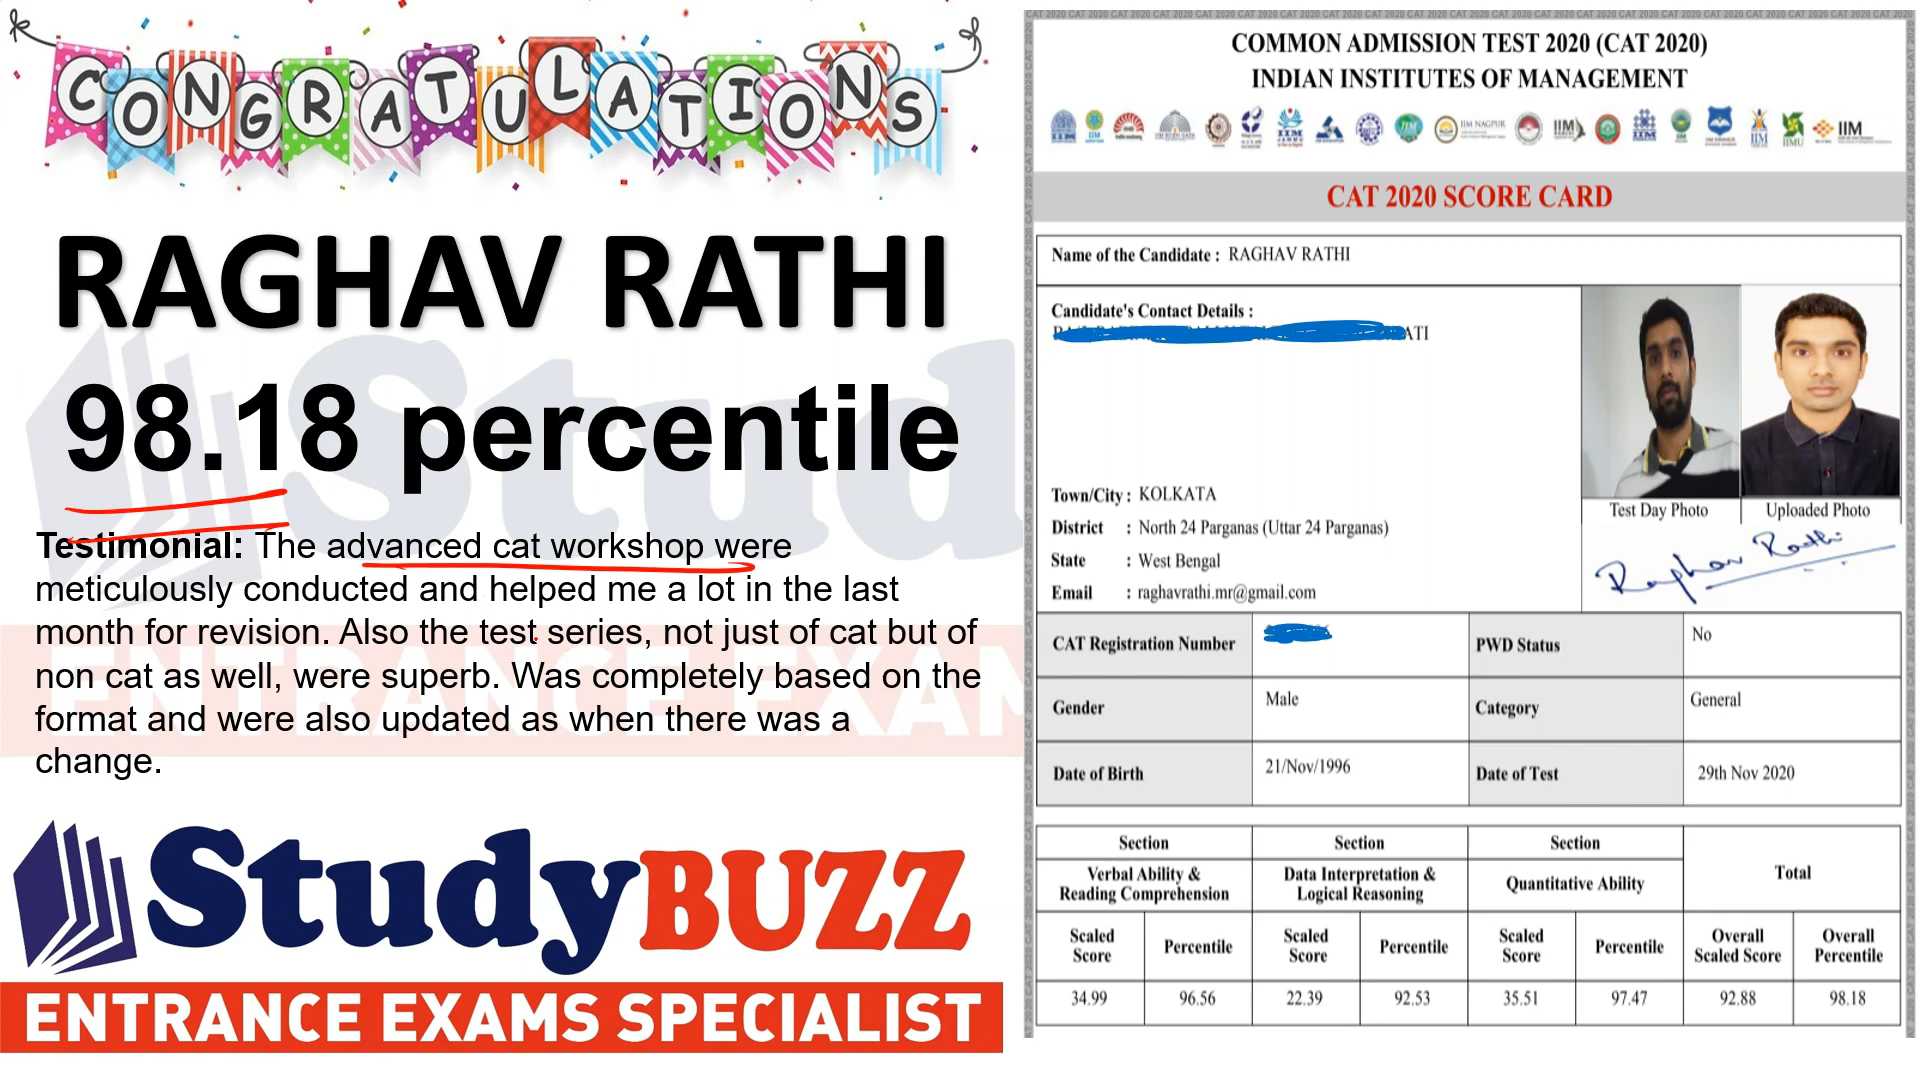 CONGRATULATIONS
RAGHAV RATHI
98.18 percentile
Testimonial: The advanced cat workshop were
meticulously conducted and helped me a lot in the last
month for revision. Also the test series, not just of cat but of
non cat as well, were superb. Was completely based on the
format and were also updated as when there was a
change.
StudyBUZZ
ENTRANCE EXAMS SPECIALIST
COMMON ADMISSION TEST 2020 (CAT 2020)
INDIAN INSTITUTES OF MANAGEMENT
IIM NAGPUR
IIM
IIM
CAT 2020 SCORE CARD
Name of the Candidate : RAGHAV RATHI
Candidate's Contact Details :
ATI
Town/City : KOLKATA
District : North 24 Parganas (Uttar 24 Parganas)
State : West Bengal
Email : raghavrathi.mr@gmail.com
Test Day Photo Uploaded Photo
Raghav Rathi
CAT Registration Number PWD Status No
Gender Male Category General
Date of Birth 21/Nov/1996 Date of Test 29th Nov 2020
Section Section Section Total
Verbal Ability & Reading Comprehension Data Interpretation & Logical Reasoning Quantitative Ability
Scaled Score Percentile Scaled Score Percentile Scaled Score Percentile Overall Scaled Score Overall Percentile
34.99 96.56 22.39 92.53 35.51 97.47 92.88 98.18